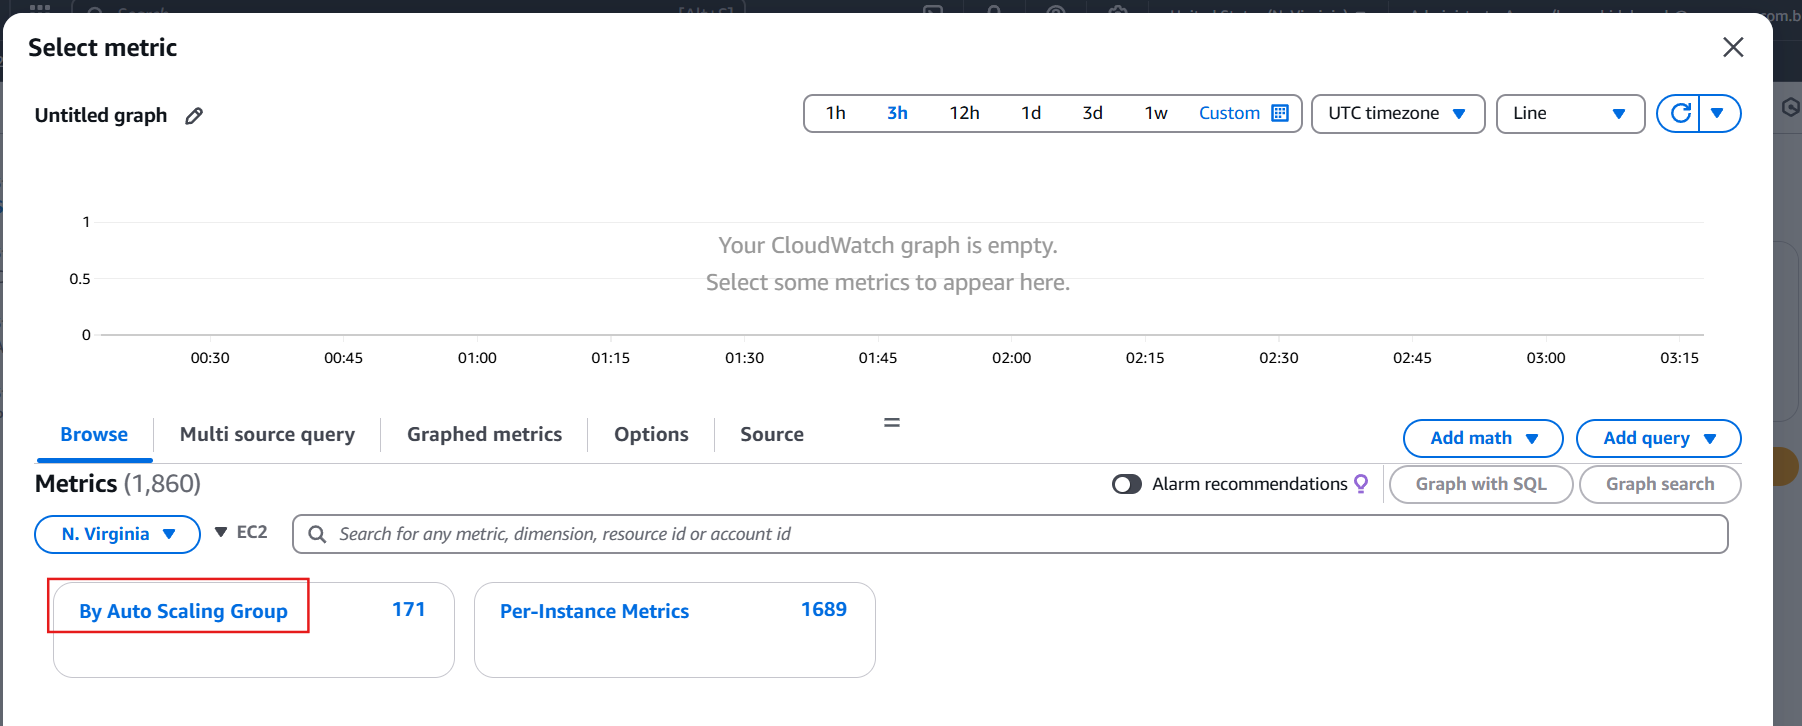 Select metric
Untitled graph
1h 3h 12h 1d 3d 1w Custom UTC timezone Line
1
0.5
0
Your CloudWatch graph is empty.
Select some metrics to appear here.
00:30 00:45 01:00 01:15 01:30 01:45 02:00 02:15 02:30 02:45 03:00 03:15
Browse Multi source query Graphed metrics Options Source Add math Add query
Metrics (1,860) Alarm recommendations Graph with SQL Graph search
N. Virginia EC2 Search for any metric, dimension, resource id or account id
By Auto Scaling Group 171 Per-Instance Metrics 1689